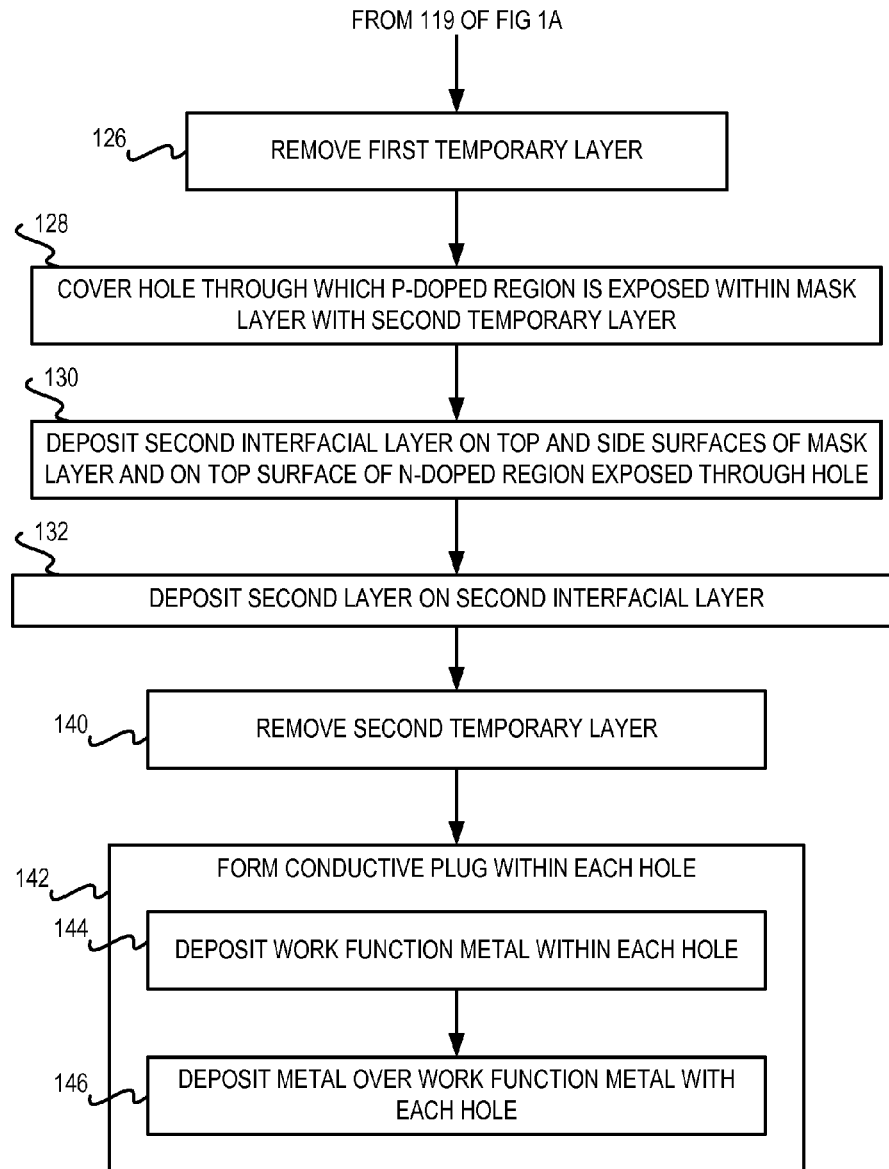 FROM 119 OF FIG 1A
126
REMOVE FIRST TEMPORARY LAYER
128
COVER HOLE THROUGH WHICH P-DOPED REGION IS EXPOSED WITHIN MASK
LAYER WITH SECOND TEMPORARY LAYER
130
DEPOSIT SECOND INTERFACIAL LAYER ON TOP AND SIDE SURFACES OF MASK
LAYER AND ON TOP SURFACE OF N-DOPED REGION EXPOSED THROUGH HOLE
132
DEPOSIT SECOND LAYER ON SECOND INTERFACIAL LAYER
140
REMOVE SECOND TEMPORARY LAYER
142
FORM CONDUCTIVE PLUG WITHIN EACH HOLE
144
DEPOSIT WORK FUNCTION METAL WITHIN EACH HOLE
146
DEPOSIT METAL OVER WORK FUNCTION METAL WITH
EACH HOLE